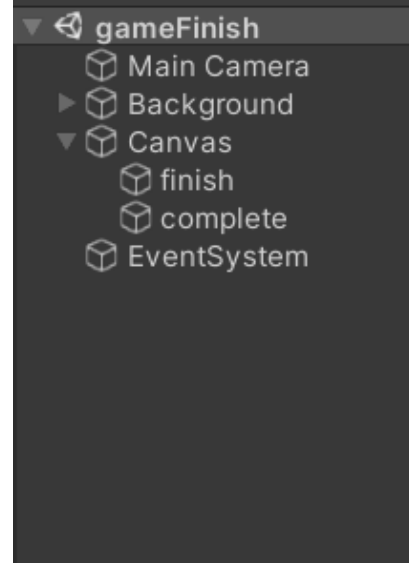 gameFinish
Main Camera
Background
Canvas
finish
complete
EventSystem